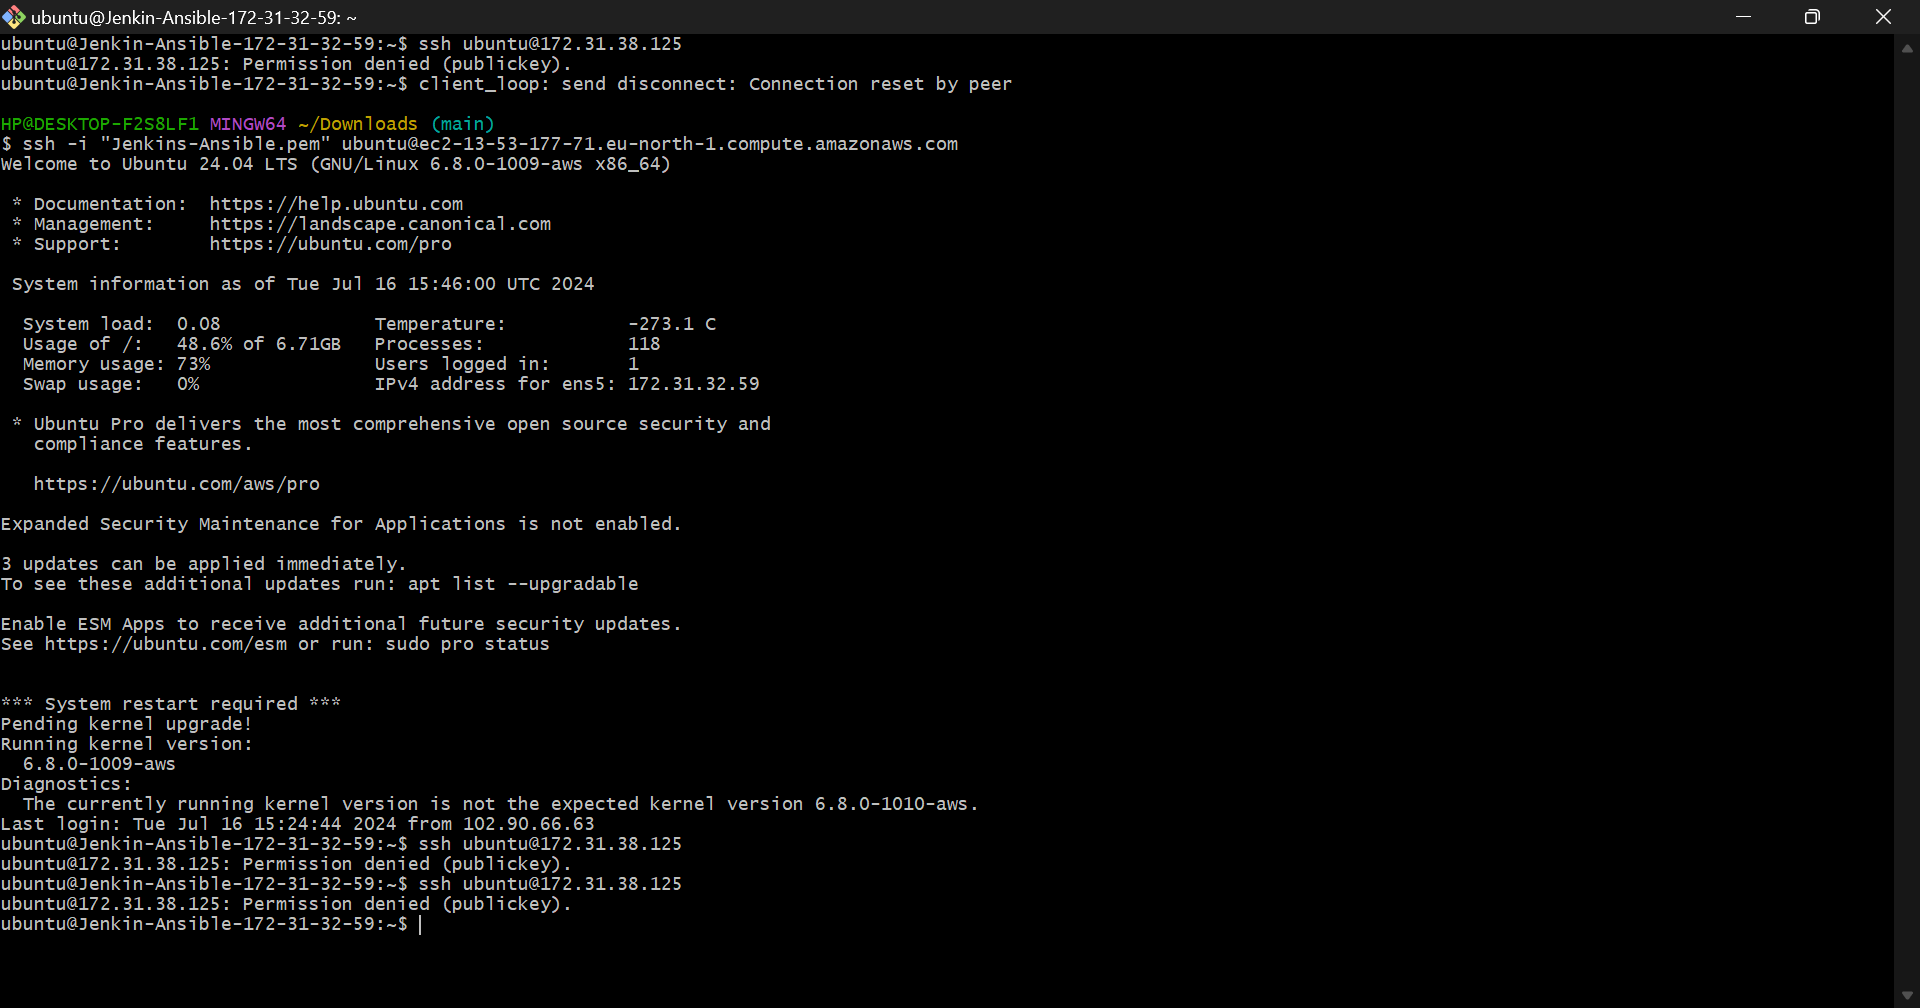 ubuntu@Jenkin-Ansible-172-31-32-59: ~
ubuntu@Jenkin-Ansible-172-31-32-59:~$ ssh ubuntu@172.31.38.125
ubuntu@172.31.38.125: Permission denied (publickey).
ubuntu@Jenkin-Ansible-172-31-32-59:~$ client_loop: send disconnect: Connection reset by peer
HP@DESKTOP-F2S8LF1 MINGW64 ~/Downloads (main)
$ ssh -i "Jenkins-Ansible.pem" ubuntu@ec2-13-53-177-71.eu-north-1.compute.amazonaws.com
Welcome to Ubuntu 24.04 LTS (GNU/Linux 6.8.0-1009-aws x86_64)
* Documentation:  https://help.ubuntu.com
* Management:     https://landscape.canonical.com
* Support:        https://ubuntu.com/pro
System information as of Tue Jul 16 15:46:00 UTC 2024
System load:  0.08              Temperature:           -273.1 C
Usage of /:   48.6% of 6.71GB   Processes:             118
Memory usage: 73%               Users logged in:       1
Swap usage:   0%                IPv4 address for ens5: 172.31.32.59
* Ubuntu Pro delivers the most comprehensive open source security and
compliance features.
https://ubuntu.com/aws/pro
Expanded Security Maintenance for Applications is not enabled.
3 updates can be applied immediately.
To see these additional updates run: apt list --upgradable
Enable ESM Apps to receive additional future security updates.
See https://ubuntu.com/esm or run: sudo pro status
*** System restart required ***
Pending kernel upgrade!
Running kernel version:
6.8.0-1009-aws
Diagnostics:
The currently running kernel version is not the expected kernel version 6.8.0-1010-aws.
Last login: Tue Jul 16 15:24:44 2024 from 102.90.66.63
ubuntu@Jenkin-Ansible-172-31-32-59:~$ ssh ubuntu@172.31.38.125
ubuntu@172.31.38.125: Permission denied (publickey).
ubuntu@Jenkin-Ansible-172-31-32-59:~$ ssh ubuntu@172.31.38.125
ubuntu@172.31.38.125: Permission denied (publickey).
ubuntu@Jenkin-Ansible-172-31-32-59:~$